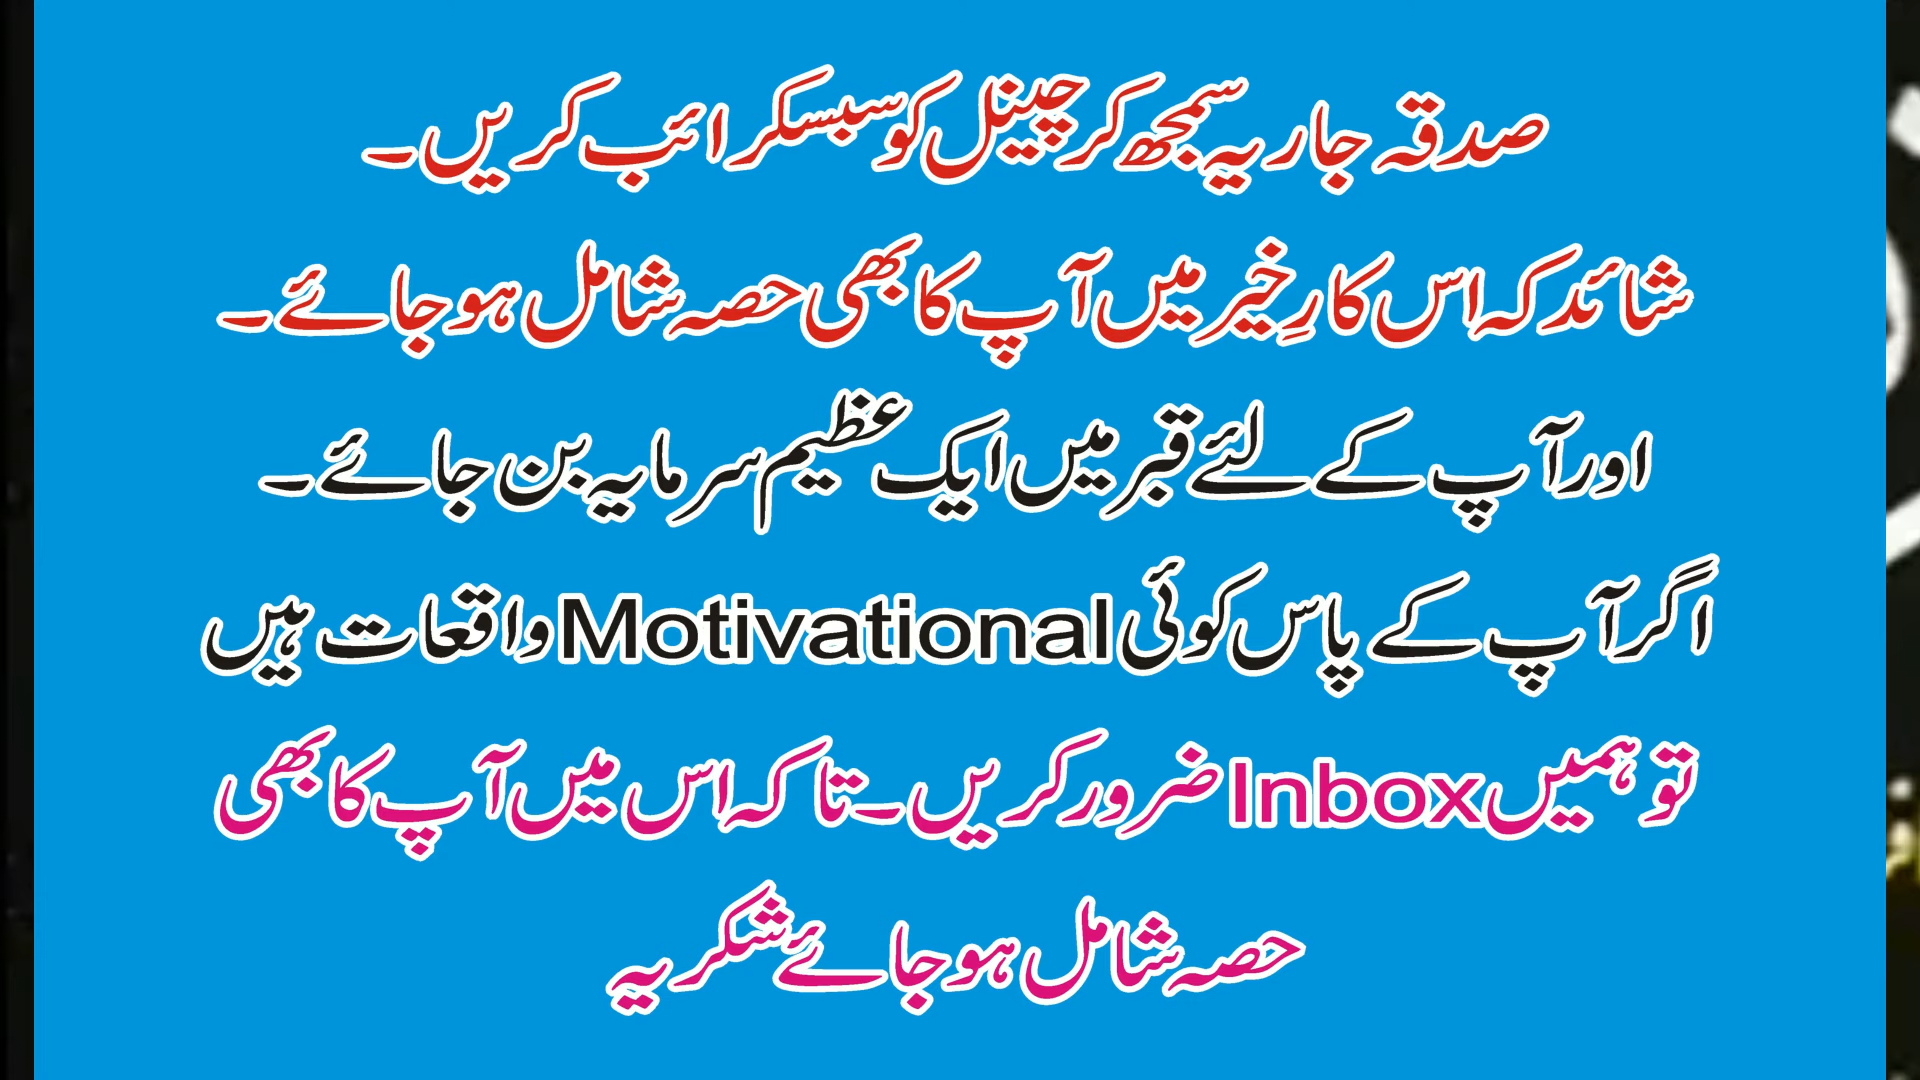 صدقہ جاریہ سمجھ کر چینل کو سبسکرائب کریں۔
شائد کہ اس کارِ خیر میں آپ کا بھی حصہ شامل ہو جائے۔
اور آپ کے لئے قبر میں ایک عظیم سرمایہ بن جائے۔
اگر آپ کے پاس کوئی Motivational واقعات ہیں
تو ہمیں Inbox ضرور کریں۔ تاکہ اس میں آپ کا بھی
حصہ شامل ہو جائے شکریہ